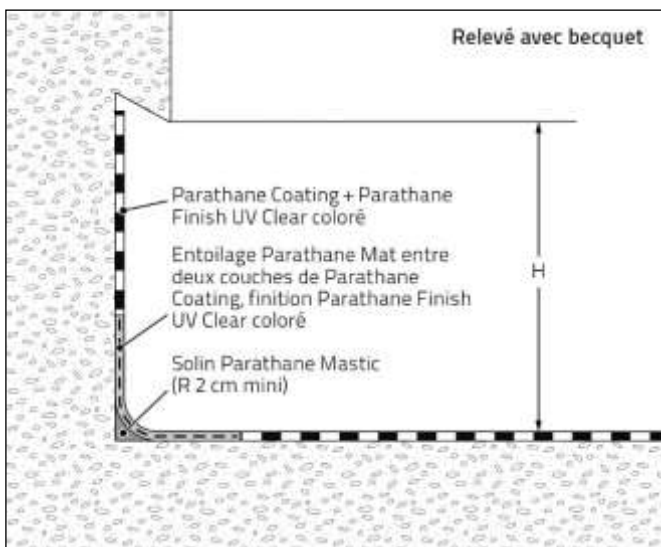 Relevé avec becquet
Parathane Coating + Parathane
Finish UV Clear coloré
H
Entoilage Parathane Mat entre
deux couches de Parathane
Coating, finition Parathane Finish
UV Clear coloré
Solin Parathane Mastic
(R 2 cm mini)